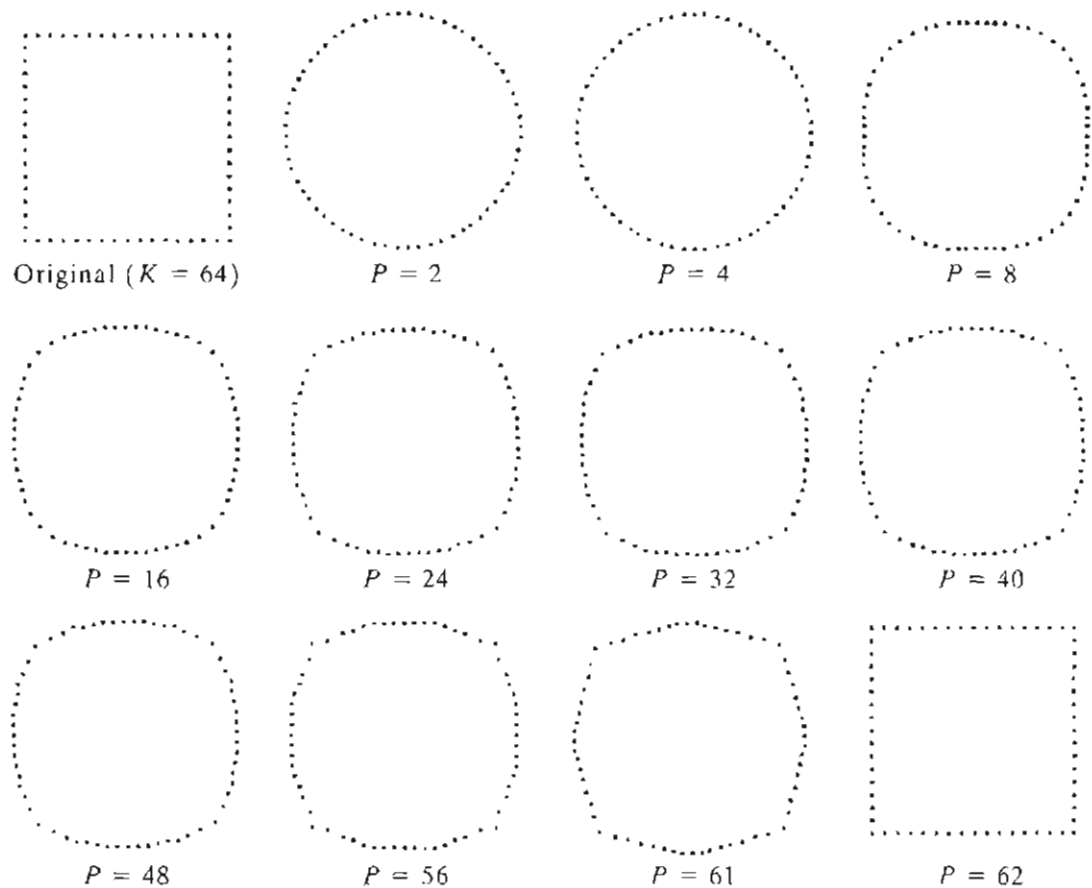 Original (K = 64) P = 2 P = 4 P = 8
P = 16 P = 24 P = 32 P = 40
P = 48 P = 56 P = 61 P = 62